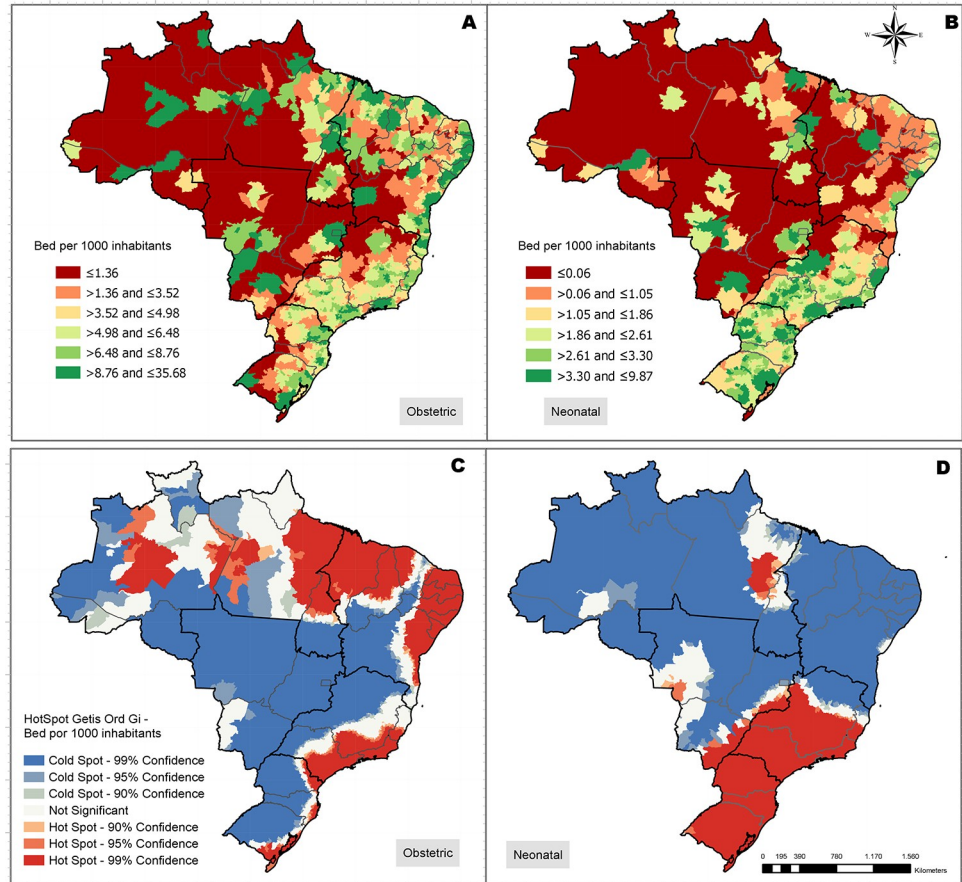 A
B
N
W
E
S
Bed per 1000 inhabitants
≤1.36
>1.36 and ≤3.52
>3.52 and ≤4.98
>4.98 and ≤6.48
>6.48 and ≤8.76
>8.76 and ≤35.68
Obstetric
Bed per 1000 inhabitants
≤0.06
>0.06 and ≤1.05
>1.05 and ≤1.86
>1.86 and ≤2.61
>2.61 and ≤3.30
>3.30 and ≤9.87
Neonatal
C
D
HotSpot Getis Ord Gi -
Bed por 1000 inhabitants
Cold Spot - 99% Confidence
Cold Spot - 95% Confidence
Cold Spot - 90% Confidence
Not Significant
Hot Spot - 90% Confidence
Hot Spot - 95% Confidence
Hot Spot - 99% Confidence
Obstetric
Neonatal
0 195 390 780 1.170 1.560
Kilometers